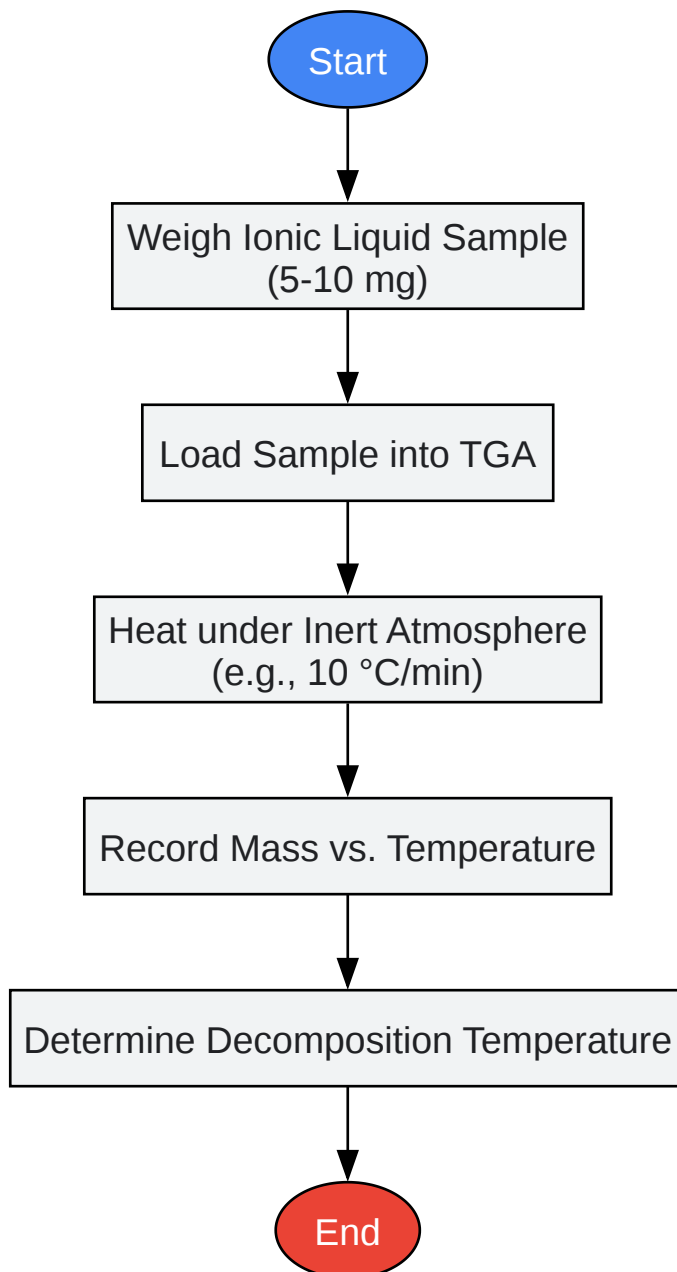 Start
Weigh Ionic Liquid Sample
(5-10 mg)
Load Sample into TGA
Heat under Inert Atmosphere
(e.g., 10 °C/min)
Record Mass vs. Temperature
Determine Decomposition Temperature
End